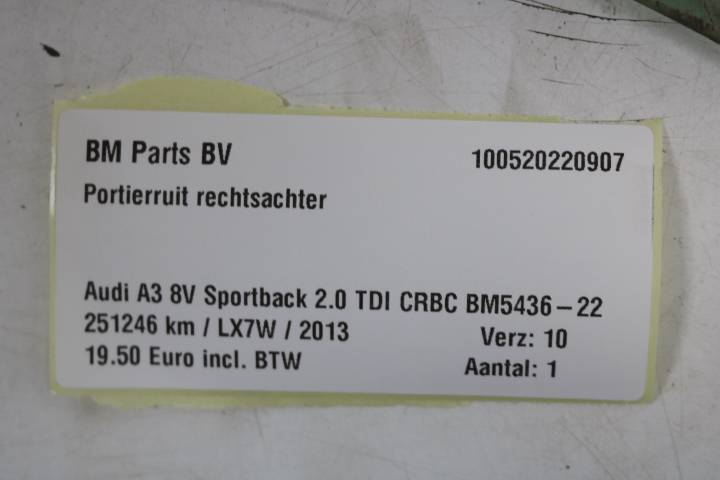 BM Parts BV 100520220907
Portierruit rechtsachter
Audi A3 8V Sportback 2.0 TDI CRBC BM5436-22
251246 km / LX7W / 2013 Verz: 10
19.50 Euro incl. BTW Aantal: 1